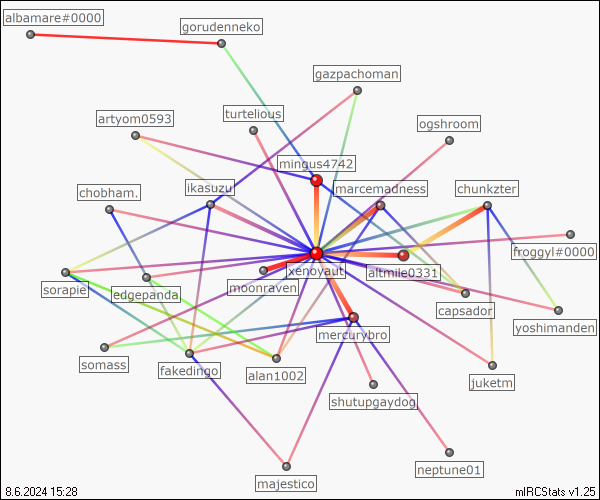 albamare#0000
gorudenneko
gazpachoman
artyom0593
turtelious
ogshroom
mingus4742
chobham.
ikasuzu
marcemadness
chunkzter
froggyl#0000
xenoyaut
altmile0331
moonraven
sorapie
edgepanda
capsador
yoshimanden
mercurybro
somass
fakedingo
alan1002
juketm
shutupgaydog
neptune01
majestico
8.6.2024 15:28
mIRCStats v1.25